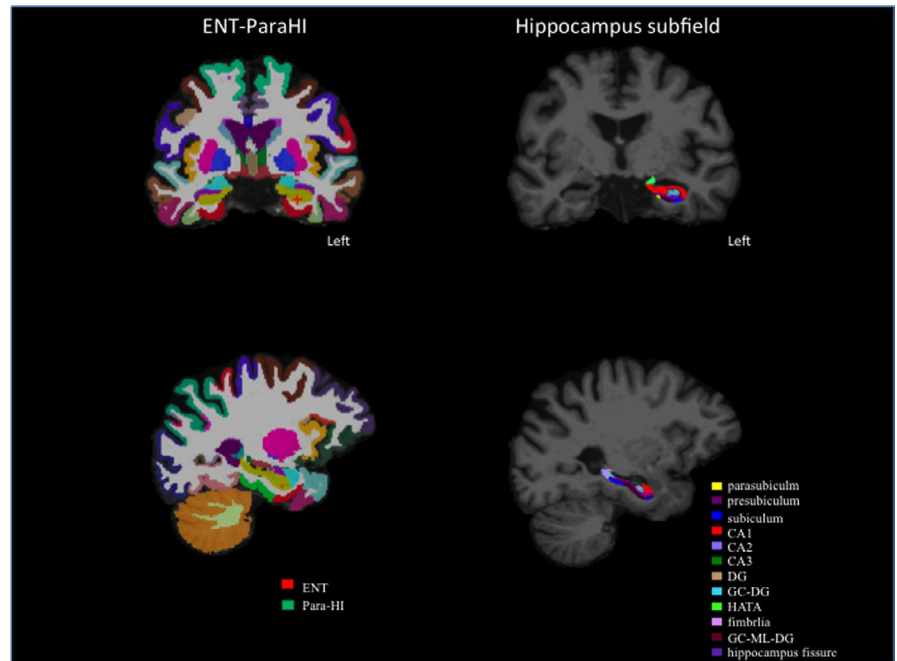 ENT-ParaHI
Hippocampus subfield
Left
Left
ENT
Para-HI
parasubiculm
presubiculum
subiculum
CA1
CA2
CA3
DG
GC-DG
HATA
fimbrlia
GC-ML-DG
hippocampus fissure